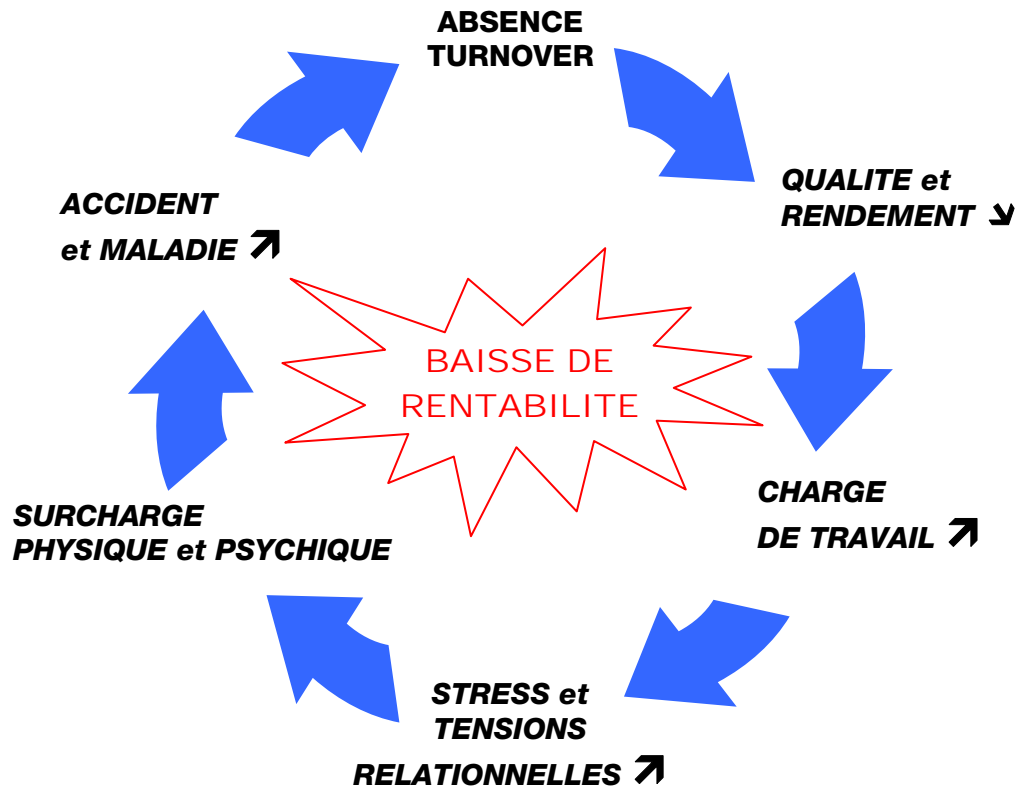 ABSENCE
TURNOVER
QUALITE et
RENDEMENT ➘
CHARGE
DE TRAVAIL ➚
STRESS et
TENSIONS
RELATIONNELLES ➚
SURCHARGE
PHYSIQUE et PSYCHIQUE
ACCIDENT
et MALADIE ➚
BAISSE DE
RENTABILITE